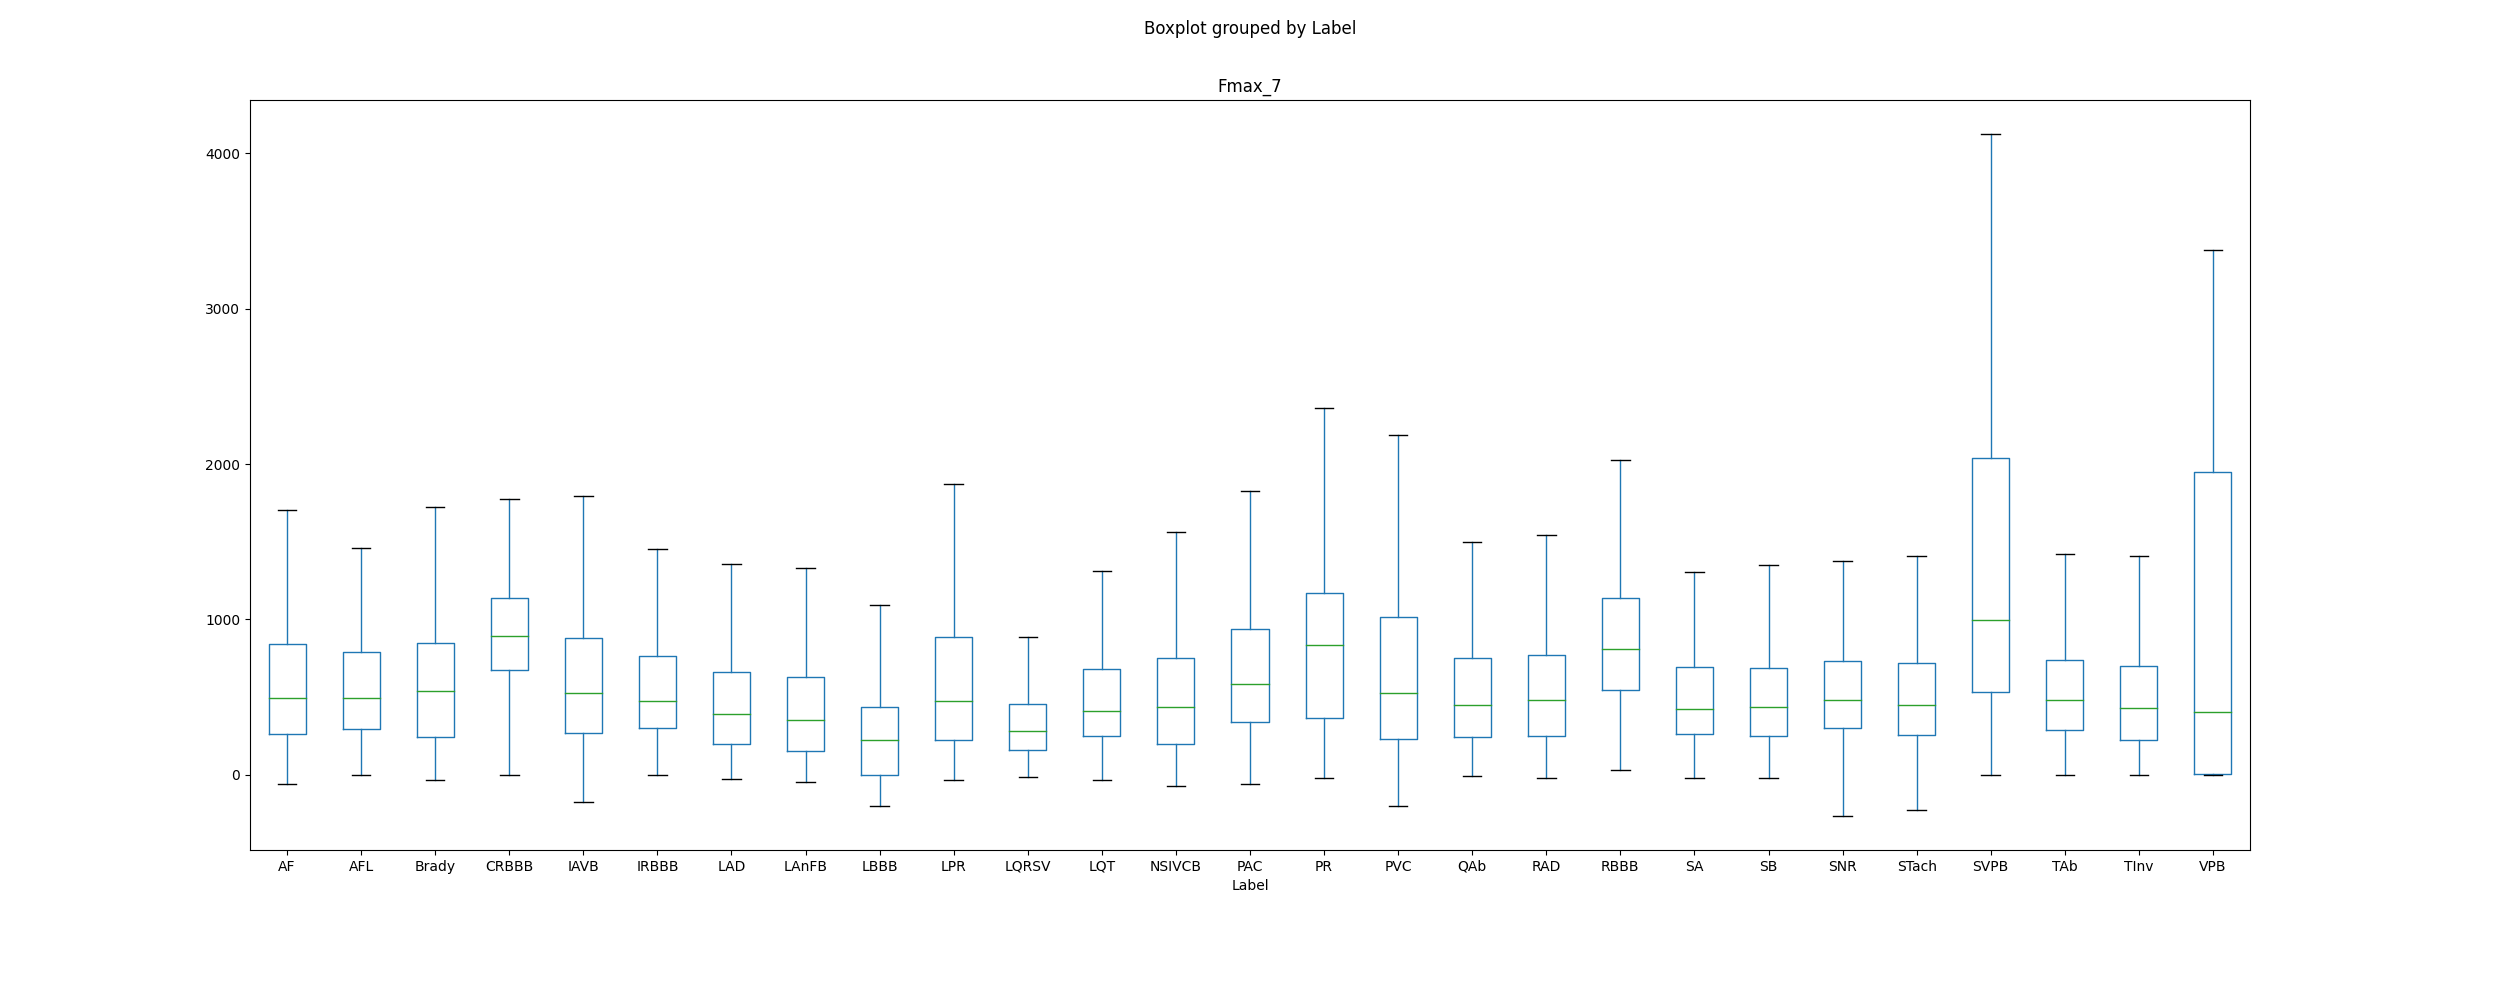 Boxplot grouped by Label
Fmax_7
4000
3000
2000
1000
0
AF AFL Brady CRBBB IAVB IRBBB LAD LAnFB LBBB LPR LQRSV LQT NSIVCB PAC PR PVC QAb RAD RBBB SA SB SNR STach SVPB TAb TInv VPB
Label